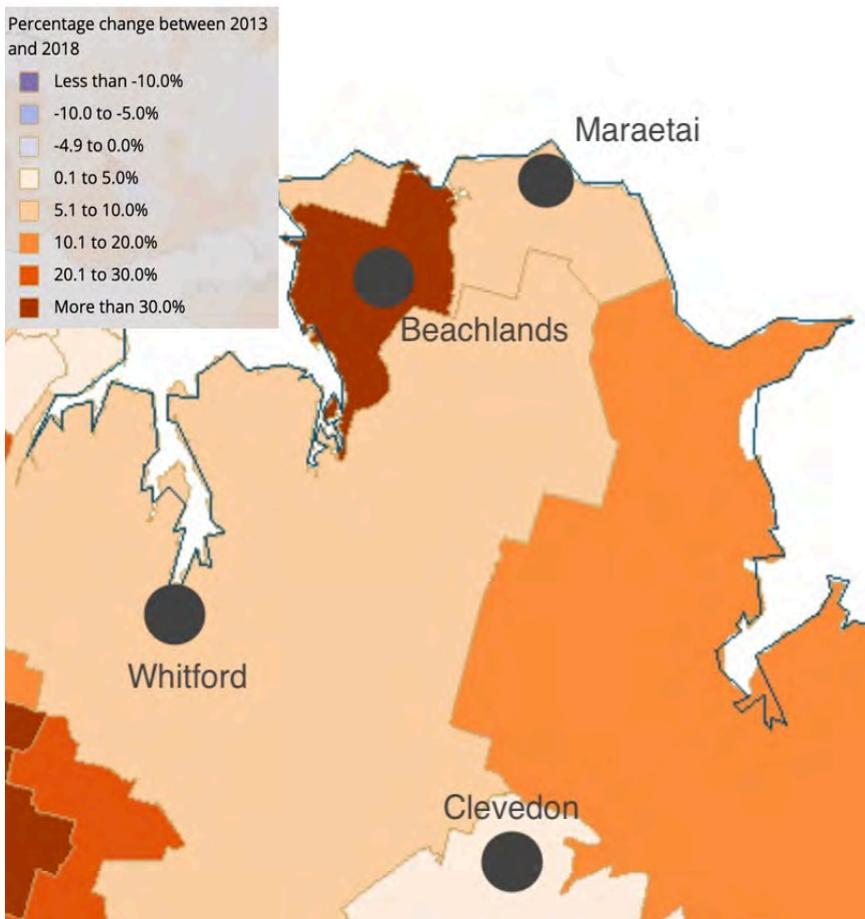 Percentage change between 2013
and 2018
Less than -10.0%
-10.0 to -5.0%
-4.9 to 0.0%
0.1 to 5.0%
5.1 to 10.0%
10.1 to 20.0%
20.1 to 30.0%
More than 30.0%
Maraetai
Beachlands
Whitford
Clevedon